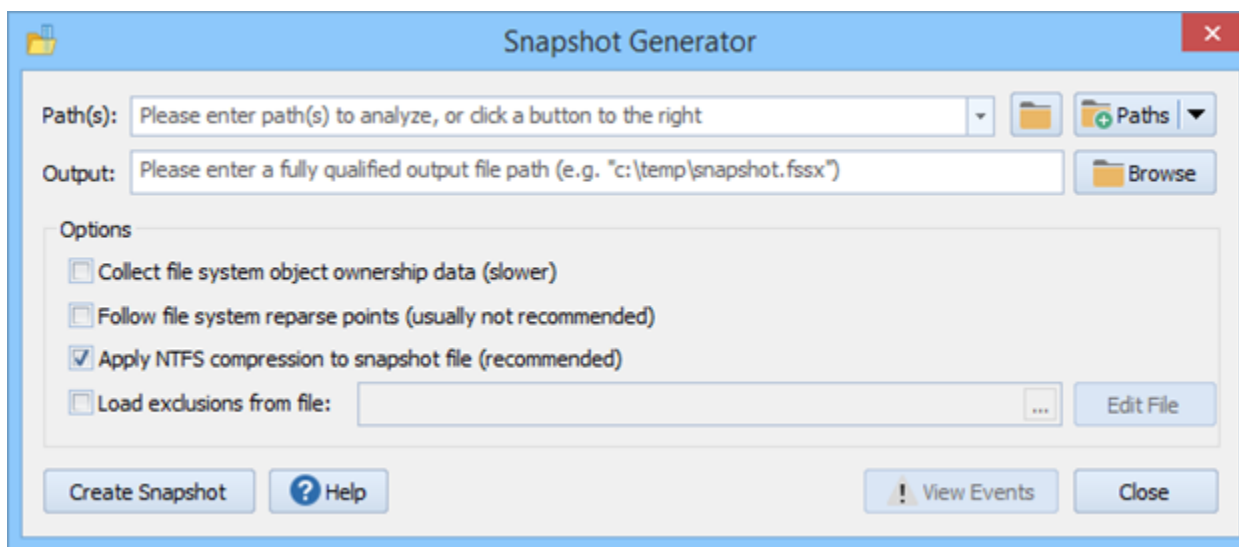 Snapshot Generator
Path(s): Please enter path(s) to analyze, or click a button to the right Paths
Output: Please enter a fully qualified output file path (e.g. "c:\temp\snapshot.fssx") Browse
Options
Collect file system object ownership data (slower)
Follow file system reparse points (usually not recommended)
Apply NTFS compression to snapshot file (recommended)
Load exclusions from file: ... Edit File
Create Snapshot ? Help ! View Events Close